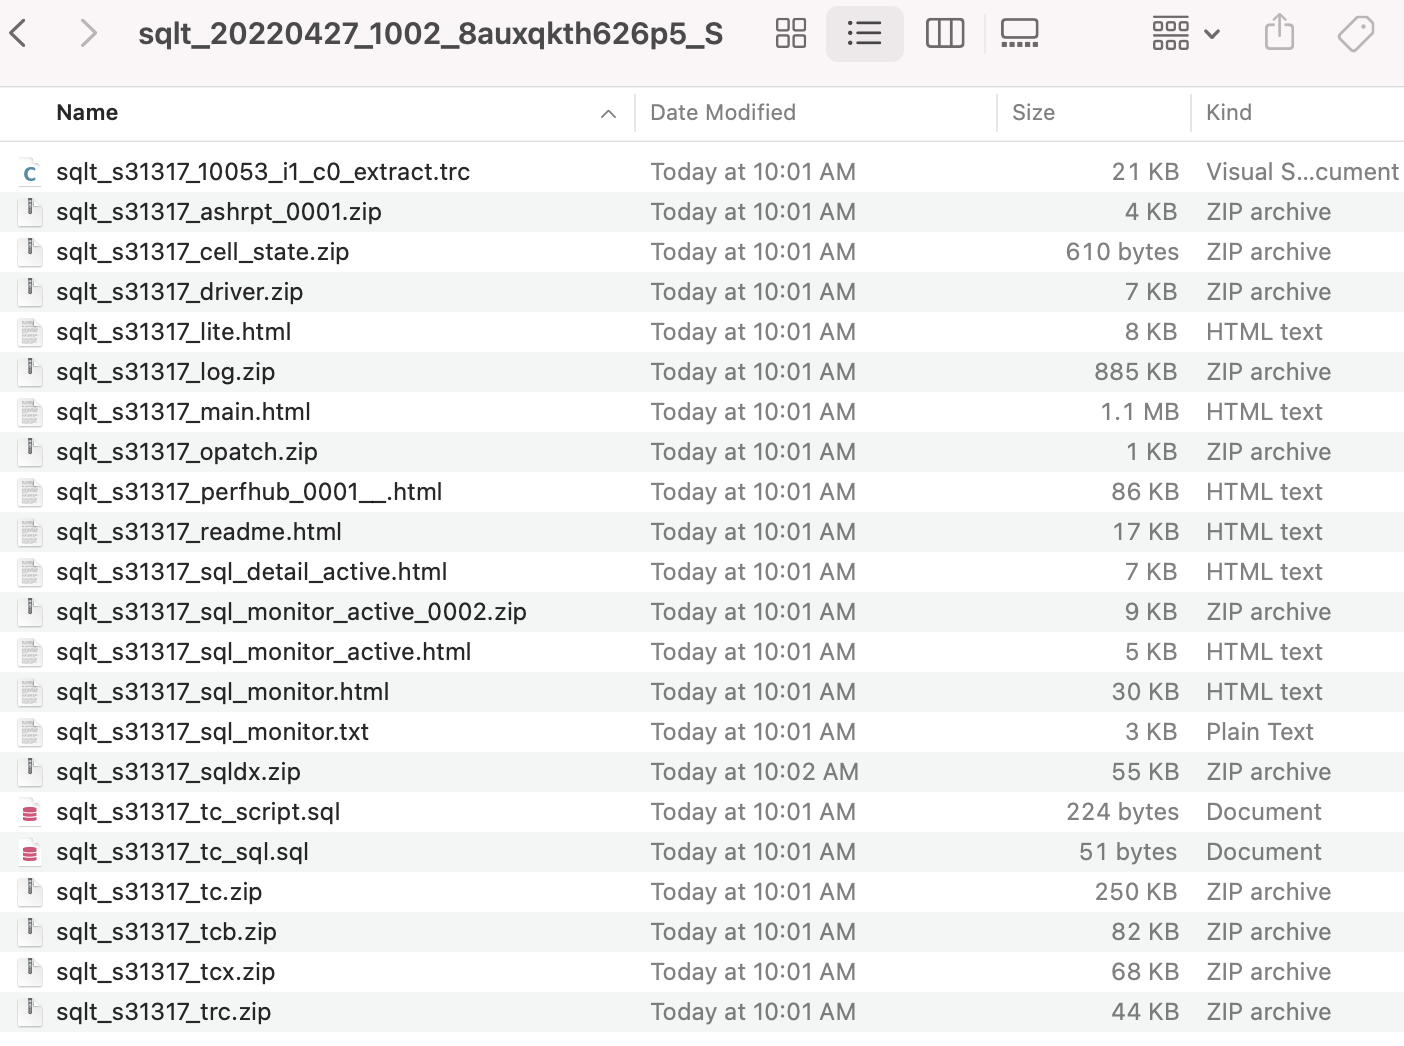 sqlt_20220427_1002_8auxqkth626p5_S
Name Date Modified Size Kind
sqlt_s31317_10053_i1_c0_extract.trc Today at 10:01 AM 21 KB Visual S...cument
sqlt_s31317_ashrpt_0001.zip Today at 10:01 AM 4 KB ZIP archive
sqlt_s31317_cell_state.zip Today at 10:01 AM 610 bytes ZIP archive
sqlt_s31317_driver.zip Today at 10:01 AM 7 KB ZIP archive
sqlt_s31317_lite.html Today at 10:01 AM 8 KB HTML text
sqlt_s31317_log.zip Today at 10:01 AM 885 KB ZIP archive
sqlt_s31317_main.html Today at 10:01 AM 1.1 MB HTML text
sqlt_s31317_opatch.zip Today at 10:01 AM 1 KB ZIP archive
sqlt_s31317_perfhub_0001__.html Today at 10:01 AM 86 KB HTML text
sqlt_s31317_readme.html Today at 10:01 AM 17 KB HTML text
sqlt_s31317_sql_detail_active.html Today at 10:01 AM 7 KB HTML text
sqlt_s31317_sql_monitor_active_0002.zip Today at 10:01 AM 9 KB ZIP archive
sqlt_s31317_sql_monitor_active.html Today at 10:01 AM 5 KB HTML text
sqlt_s31317_sql_monitor.html Today at 10:01 AM 30 KB HTML text
sqlt_s31317_sql_monitor.txt Today at 10:01 AM 3 KB Plain Text
sqlt_s31317_sqldx.zip Today at 10:02 AM 55 KB ZIP archive
sqlt_s31317_tc_script.sql Today at 10:01 AM 224 bytes Document
sqlt_s31317_tc_sql.sql Today at 10:01 AM 51 bytes Document
sqlt_s31317_tc.zip Today at 10:01 AM 250 KB ZIP archive
sqlt_s31317_tcb.zip Today at 10:01 AM 82 KB ZIP archive
sqlt_s31317_tcx.zip Today at 10:01 AM 68 KB ZIP archive
sqlt_s31317_trc.zip Today at 10:01 AM 44 KB ZIP archive